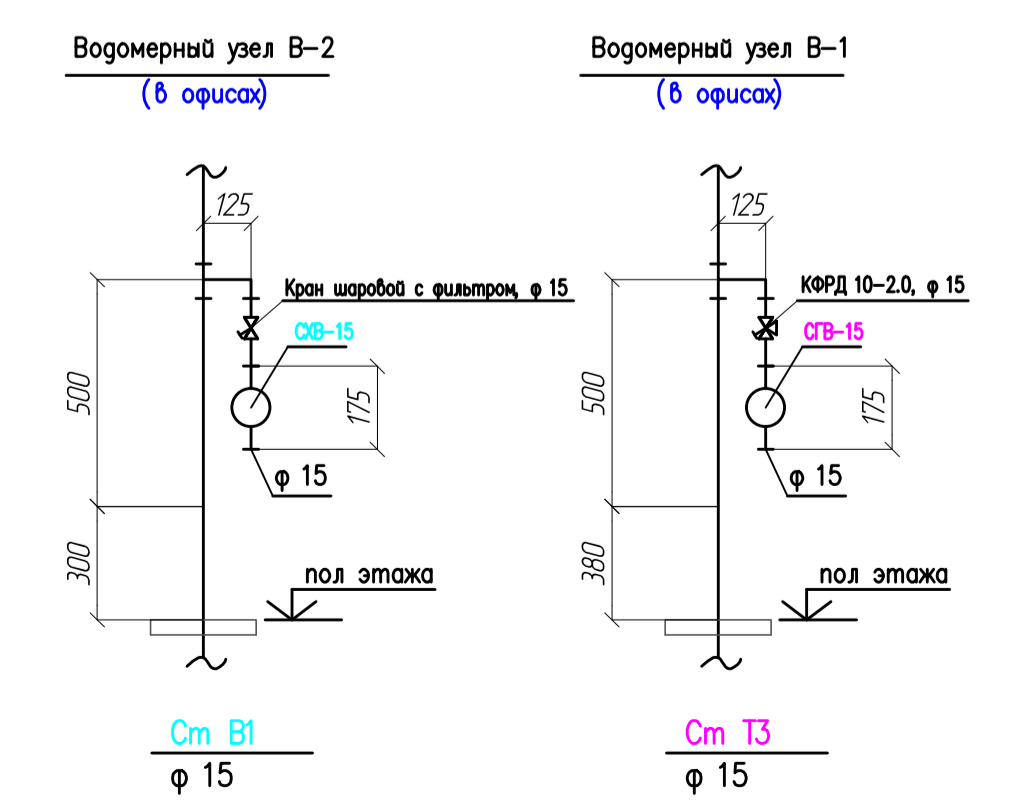 Водомерный узел В-2
(в офисах)
125
Кран шаровой с фильтром, φ 15
СХВ-15
500
175
φ 15
300
пол этажа
Ст В1
φ 15
Водомерный узел В-1
(в офисах)
125
КФРД 10-2.0, φ 15
СГВ-15
500
175
φ 15
380
пол этажа
Ст Т3
φ 15